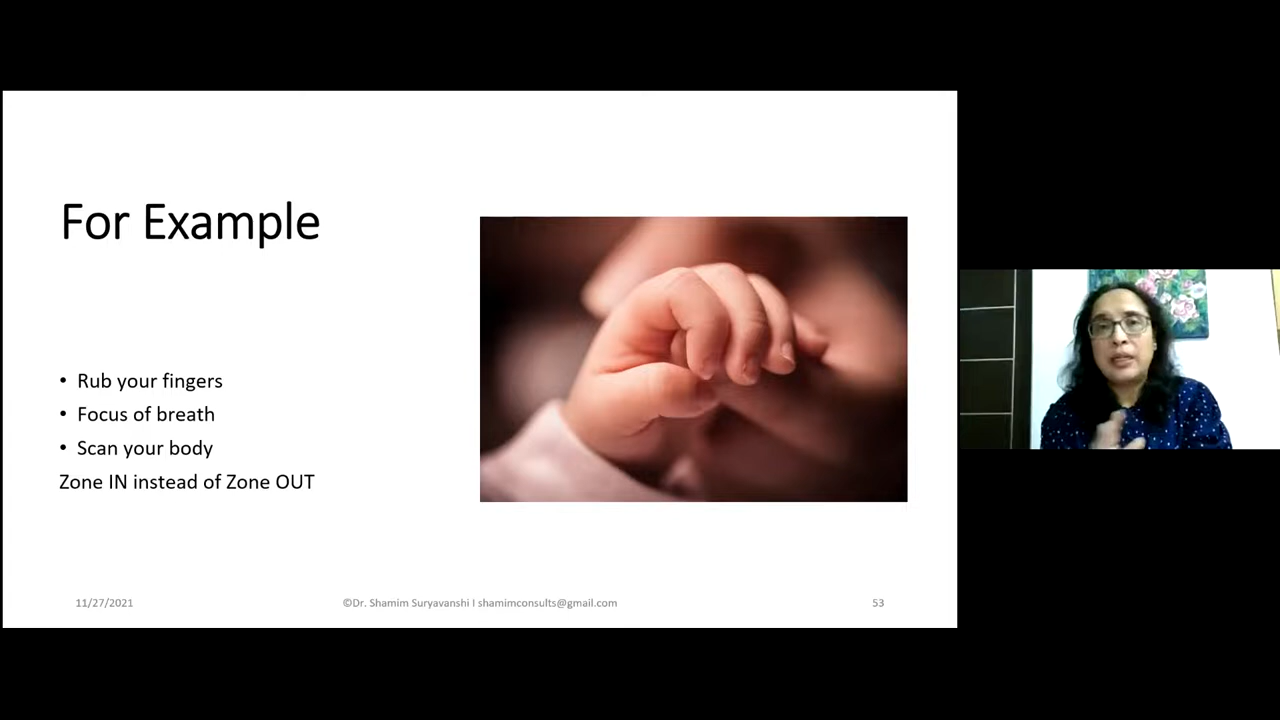 For Example
• Rub your fingers
• Focus of breath
• Scan your body
Zone IN instead of Zone OUT
11/27/2021
©Dr. Shamim Suryavanshi I shamimconsults@gmail.com
53